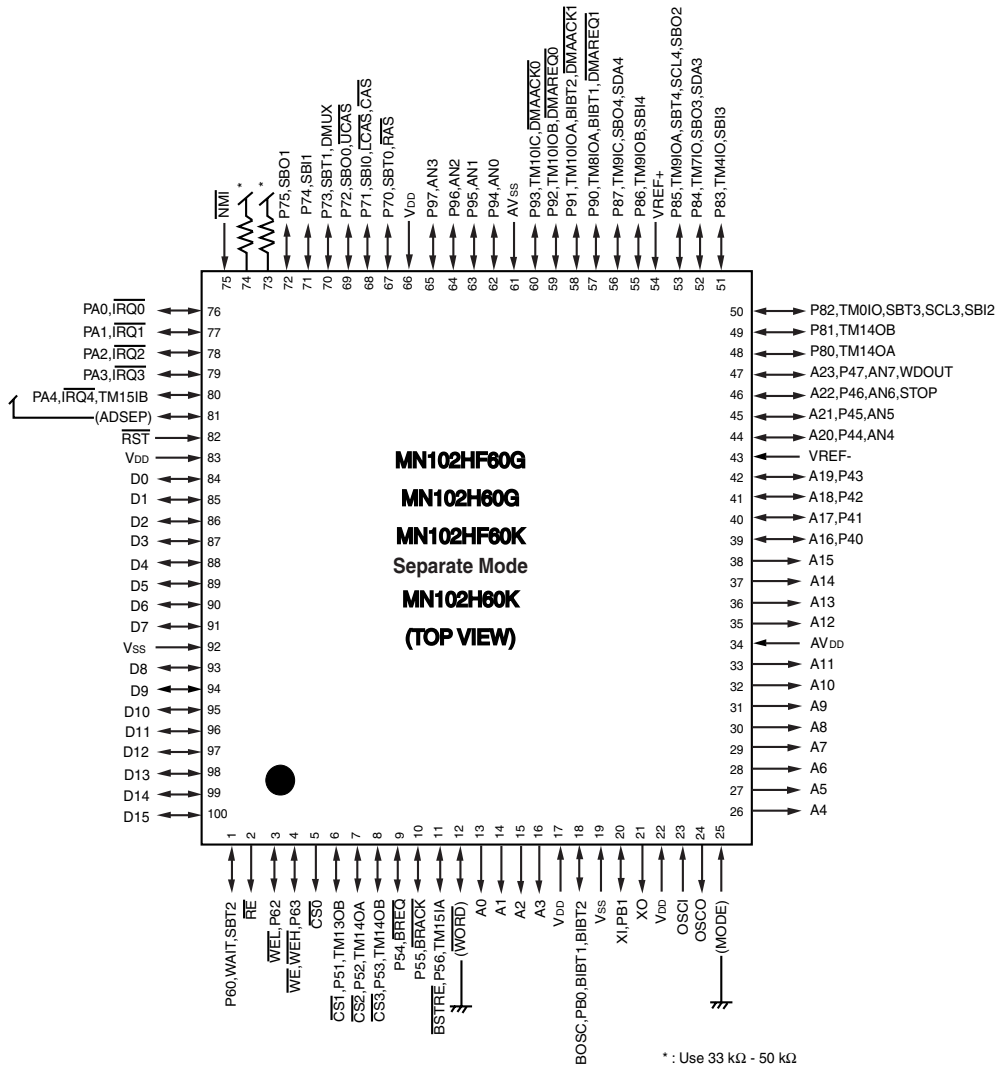 NMI
*
*
P75,SBO1
P74,SBI1
P73,SBT1,DMUX
P72,SBO0,UCAS
P71,SBI0,LCAS,CAS
P70,SBT0,RAS
VDD
P97,AN3
P96,AN2
P95,AN1
P94,AN0
AVSS
P93,TM10IC,DMAACK0
P92,TM10IOB,DMAREQ0
P91,TM10IOA,BIBT2,DMAACK1
P90,TM8IOA,BIBT1,DMAREQ1
P87,TM9IC,SBO4,SDA4
P86,TM9IOB,SBI4
VREF+
P85,TM9IOA,SBT4,SCL4,SBO2
P84,TM7IO,SBO3,SDA3
P83,TM4IO,SBI3
75 74 73 72 71 70 69 68 67 66 65 64 63 62 61 60 59 58 57 56 55 54 53 52 51
PA0,IRQ0 76
PA1,IRQ1 77
PA2,IRQ2 78
PA3,IRQ3 79
PA4,IRQ4,TM15IB 80
(ADSEP) 81
RST 82
VDD 83
D0 84
D1 85
D2 86
D3 87
D4 88
D5 89
D6 90
D7 91
VSS 92
D8 93
D9 94
D10 95
D11 96
D12 97
D13 98
D14 99
D15 100
MN102HF60G
MN102H60G
MN102HF60K
Separate Mode
MN102H60K
(TOP VIEW)
50 P82,TM0IO,SBT3,SCL3,SBI2
49 P81,TM14OB
48 P80,TM14OA
47 A23,P47,AN7,WDOUT
46 A22,P46,AN6,STOP
45 A21,P45,AN5
44 A20,P44,AN4
43 VREF-
42 A19,P43
41 A18,P42
40 A17,P41
39 A16,P40
38 A15
37 A14
36 A13
35 A12
34 AVDD
33 A11
32 A10
31 A9
30 A8
29 A7
28 A6
27 A5
26 A4
1 2 3 4 5 6 7 8 9 10 11 12 13 14 15 16 17 18 19 20 21 22 23 24 25
P60,WAIT,SBT2
RE
WEL,P62
WE,WEH,P63
CS0
CS1,P51,TM13OB
CS2,P52,TM14OA
CS3,P53,TM14OB
P54,BREQ
P55,BRACK
BSTRE,P56,TM15IA
(WORD)
A0
A1
A2
A3
VDD
BOSC,PB0,BIBT1,BIBT2
VSS
XI,PB1
XO
VDD
OSCI
OSCO
(MODE)
* : Use 33 kΩ - 50 kΩ